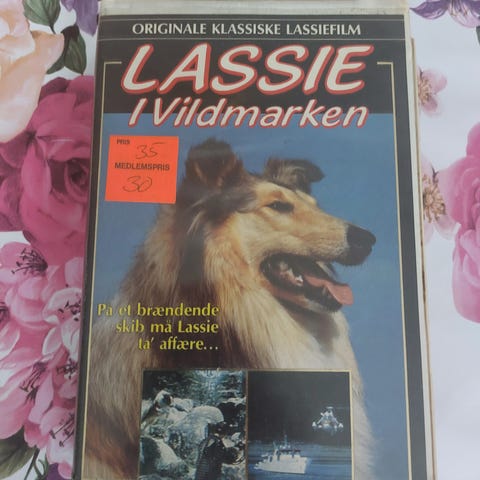 ORIGINALE KLASSISKE LASSIEFILM
LASSIE
I Vildmarken
PRIS
35
MEDLEMSPRIS
30
På et brændende
skib må Lassie
ta' affære...